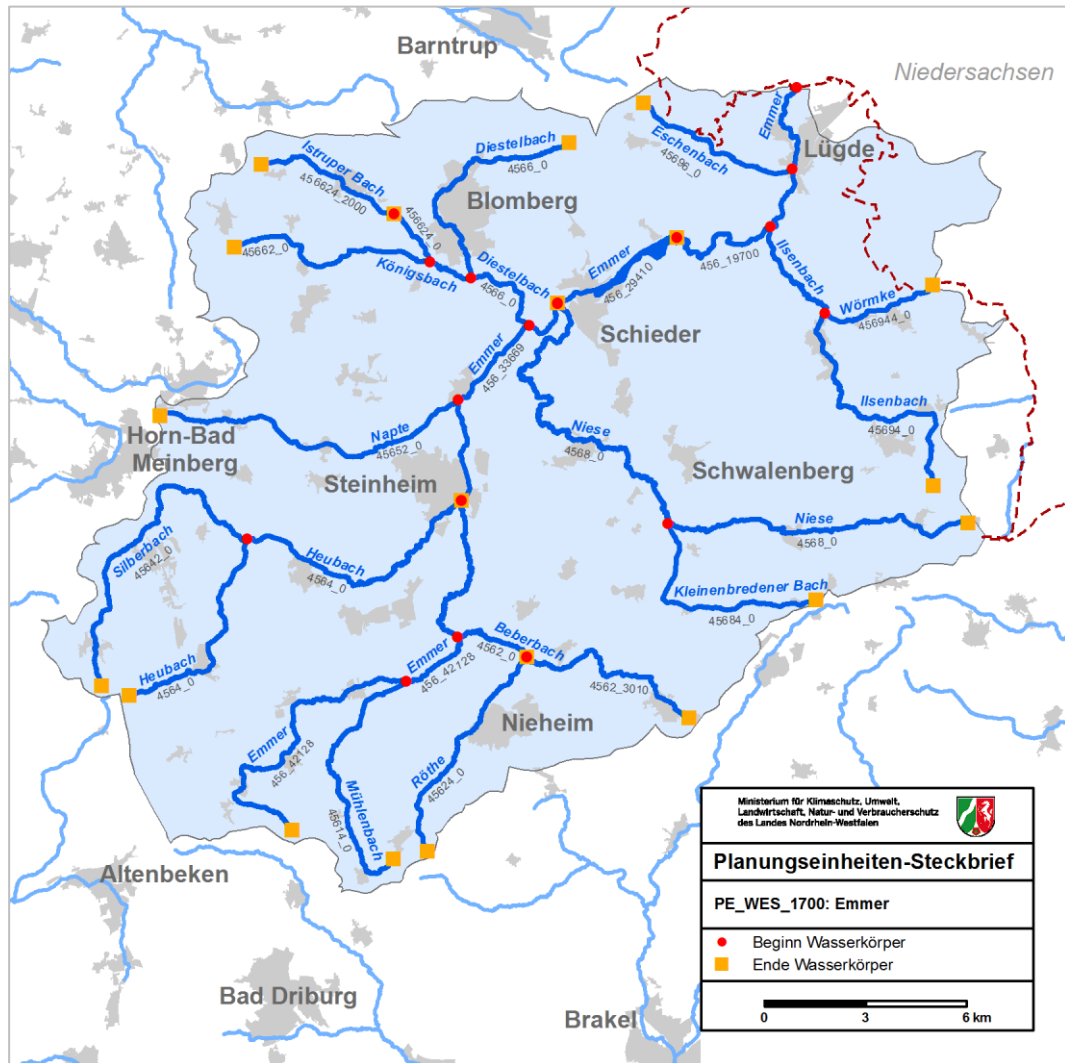 Barntrup
Niedersachsen
Emmer
Eschenbach
45696_0
Lügde
Diestelbach
4566_0
Istruper Bach
456624_2000
Blomberg
456624_0
45662_0
Königsbach
Diestelbach
4566_0
Emmer
456_29410
456_19700
Ilsenbach
Wörmke
456944_0
Schieder
Emmer
456_33669
Ilsenbach
45694_0
Napte
45652_0
Horn-Bad
Meinberg
Niese
4568_0
Steinheim
Schwalenberg
Niese
4568_0
Silberbach
45642_0
Heubach
4564_0
Kleinenbredener Bach
45684_0
Beberbach
4562_0
Emmer
456_42128
4562_3010
Heubach
4564_0
Nieheim
Emmer
456_42128
Röthe
45624_0
Mühlenbach
45614_0
Altenbeken
Bad Driburg
Brakel
Ministerium für Klimaschutz, Umwelt,
Landwirtschaft, Natur- und Verbraucherschutz
des Landes Nordrhein-Westfalen
Planungseinheiten-Steckbrief
PE_WES_1700: Emmer
Beginn Wasserkörper
Ende Wasserkörper
0 3 6 km